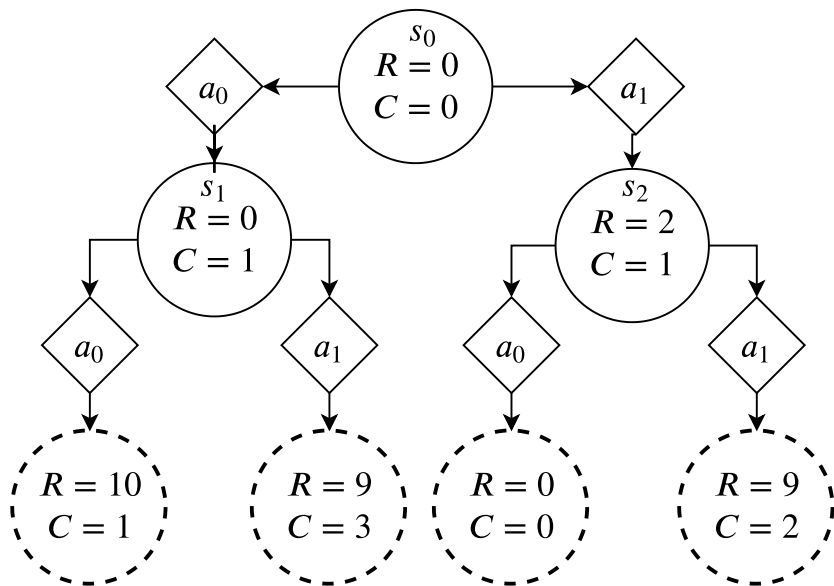 s₀
R = 0
C = 0
a₀
a₁
s₁
R = 0
C = 1
s₂
R = 2
C = 1
a₀
a₁
a₀
a₁
R = 10
C = 1
R = 9
C = 3
R = 0
C = 0
R = 9
C = 2